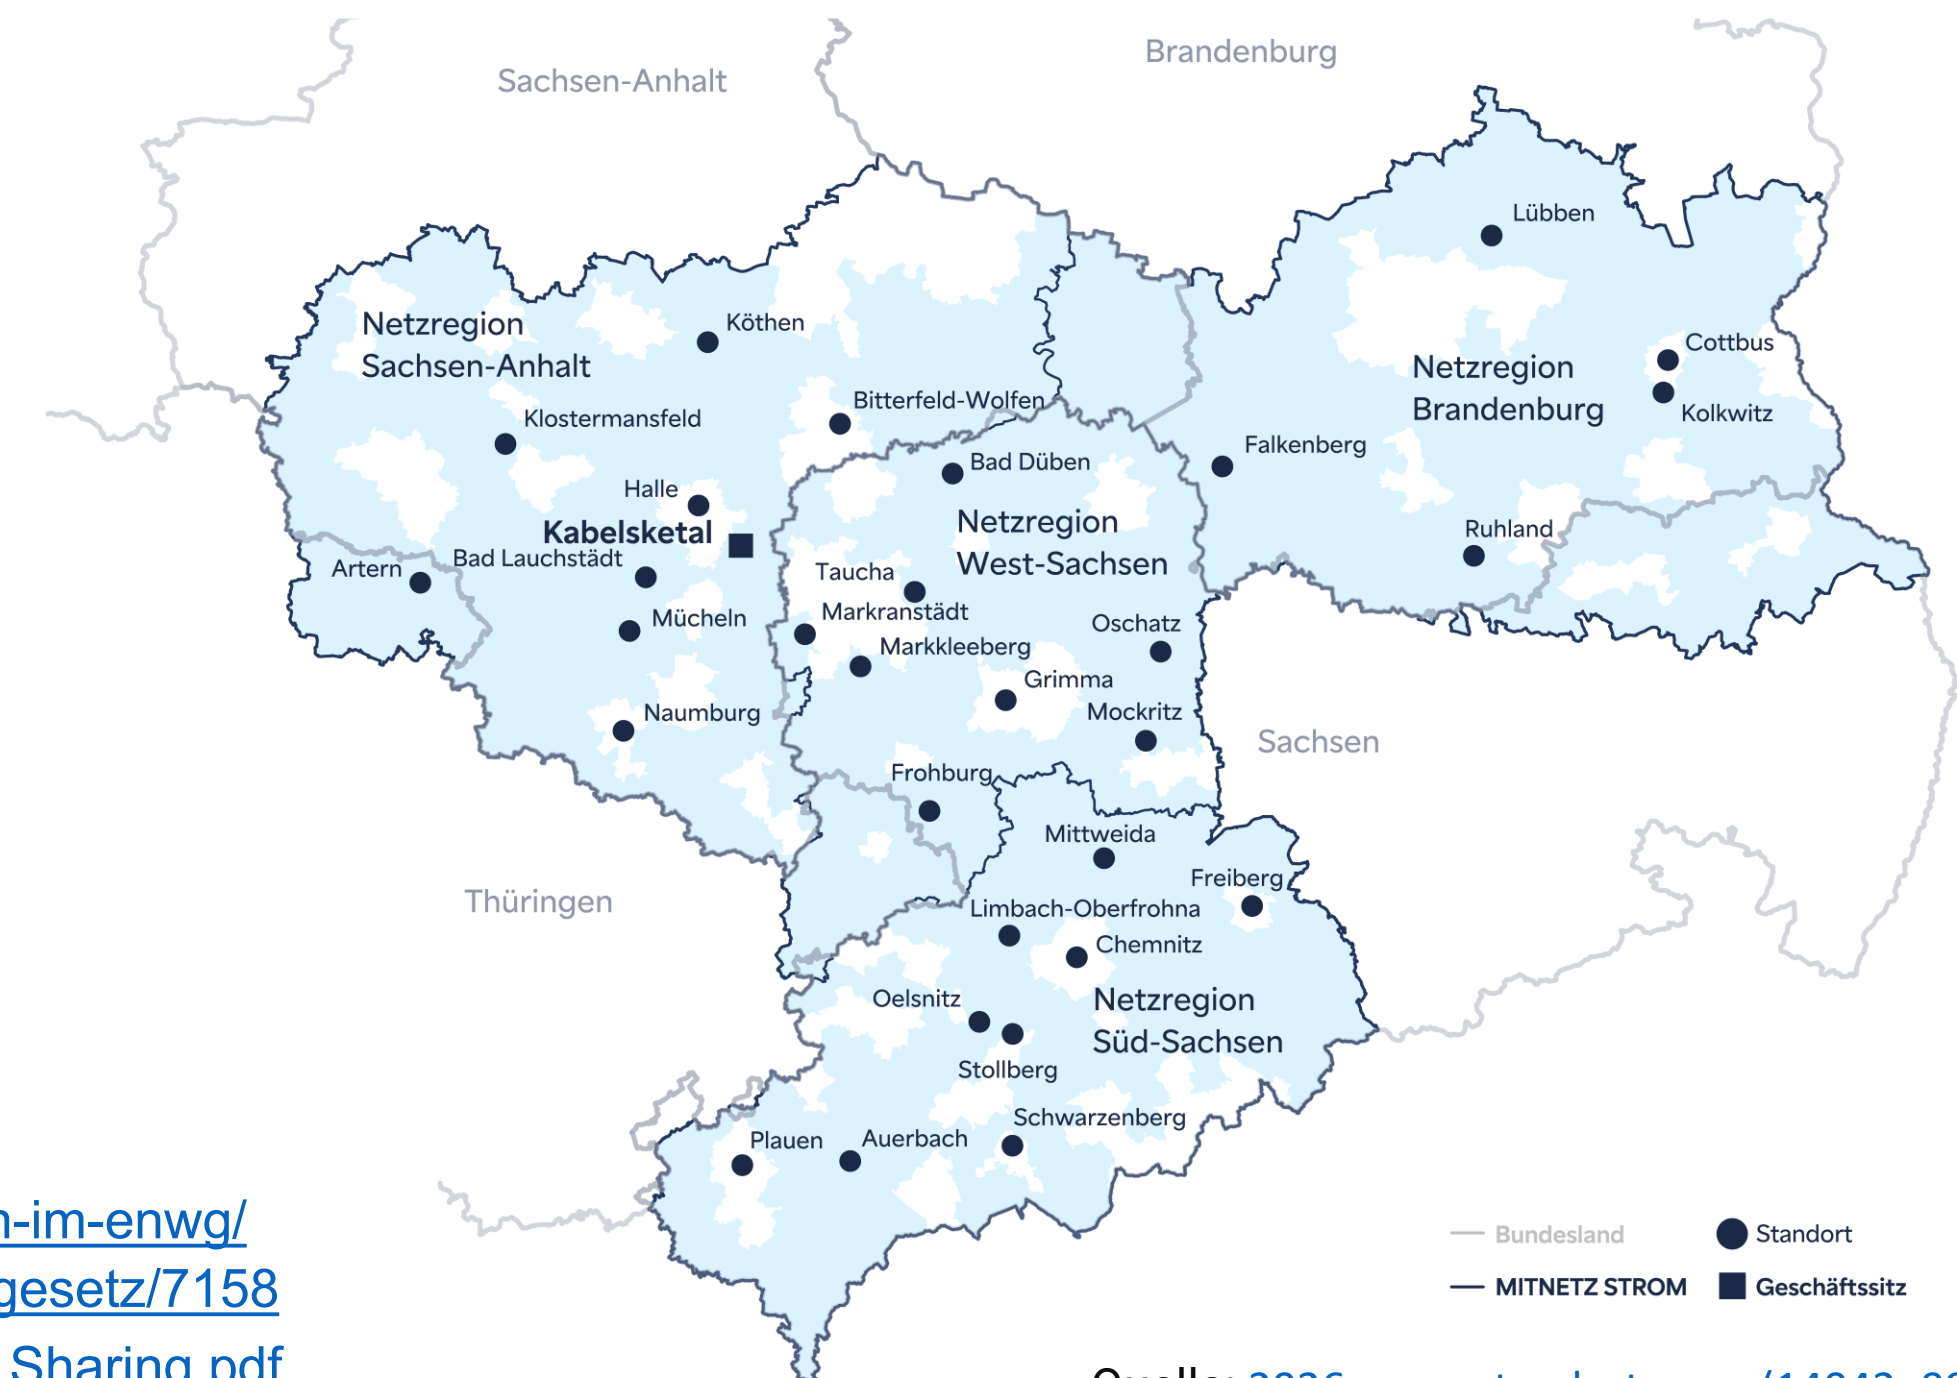 Brandenburg
Sachsen-Anhalt
Lübben
Netzregion
Sachsen-Anhalt
Köthen
Cottbus
Netzregion
Brandenburg
Kolkwitz
Bitterfeld-Wolfen
Klostermansfeld
Falkenberg
Bad Düben
Halle
Kabelsketal
Netzregion
West-Sachsen
Ruhland
Bad Lauchstädt
Artern
Taucha
Markranstädt
Mücheln
Oschatz
Markkleeberg
Grimma
Naumburg
Mockritz
Sachsen
Frohburg
Mittweida
Freiberg
Thüringen
Limbach-Oberfrohna
Chemnitz
Oelsnitz
Netzregion
Süd-Sachsen
Stollberg
Schwarzenberg
Plauen
Auerbach
n-im-enwg/
gesetz/7158
Sharing.pdf
Bundesland
Standort
MITNETZ STROM
Geschäftssitz
Quelle: